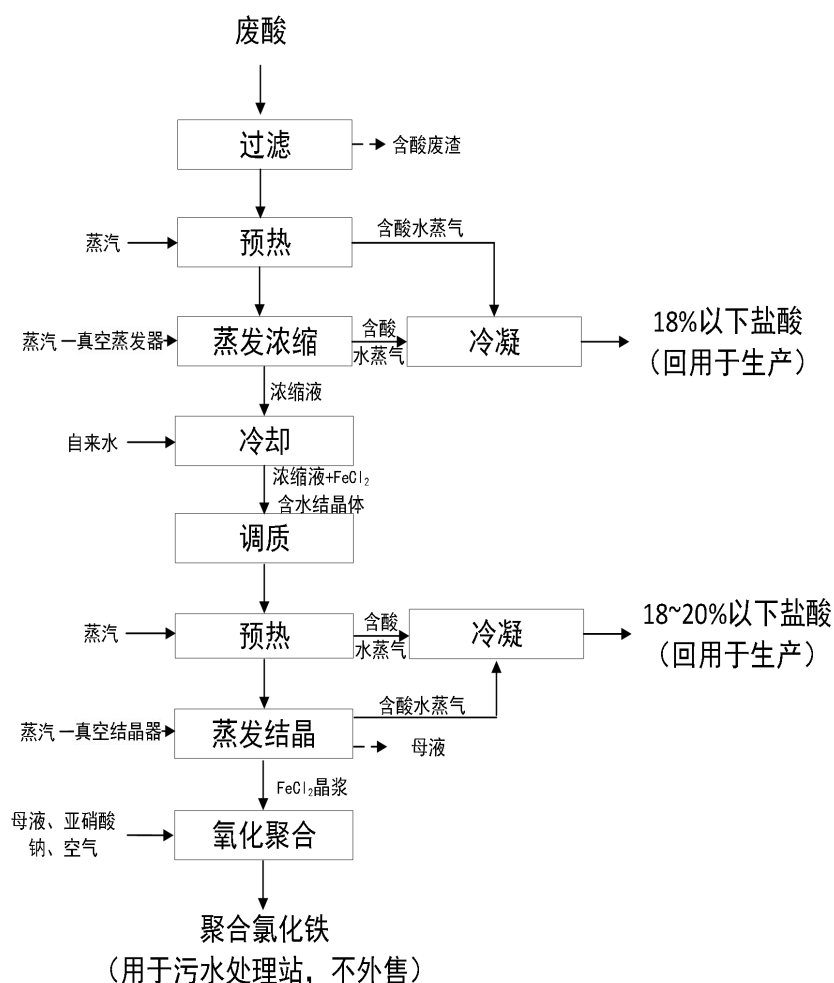 废酸
过滤
含酸废渣
蒸汽
预热
含酸水蒸气
蒸汽
真空蒸发器
蒸发浓缩
含酸
水蒸气
冷凝
18%以下盐酸
（回用于生产）
浓缩液
自来水
冷却
浓缩液+FeCl₂
含水结晶体
调质
蒸汽
预热
含酸
水蒸气
冷凝
18~20%以下盐酸
（回用于生产）
蒸汽
真空结晶器
蒸发结晶
含酸水蒸气
母液
FeCl₂晶浆
母液、亚硝酸
钠、空气
氧化聚合
聚合氯化铁
（用于污水处理站，不外售）